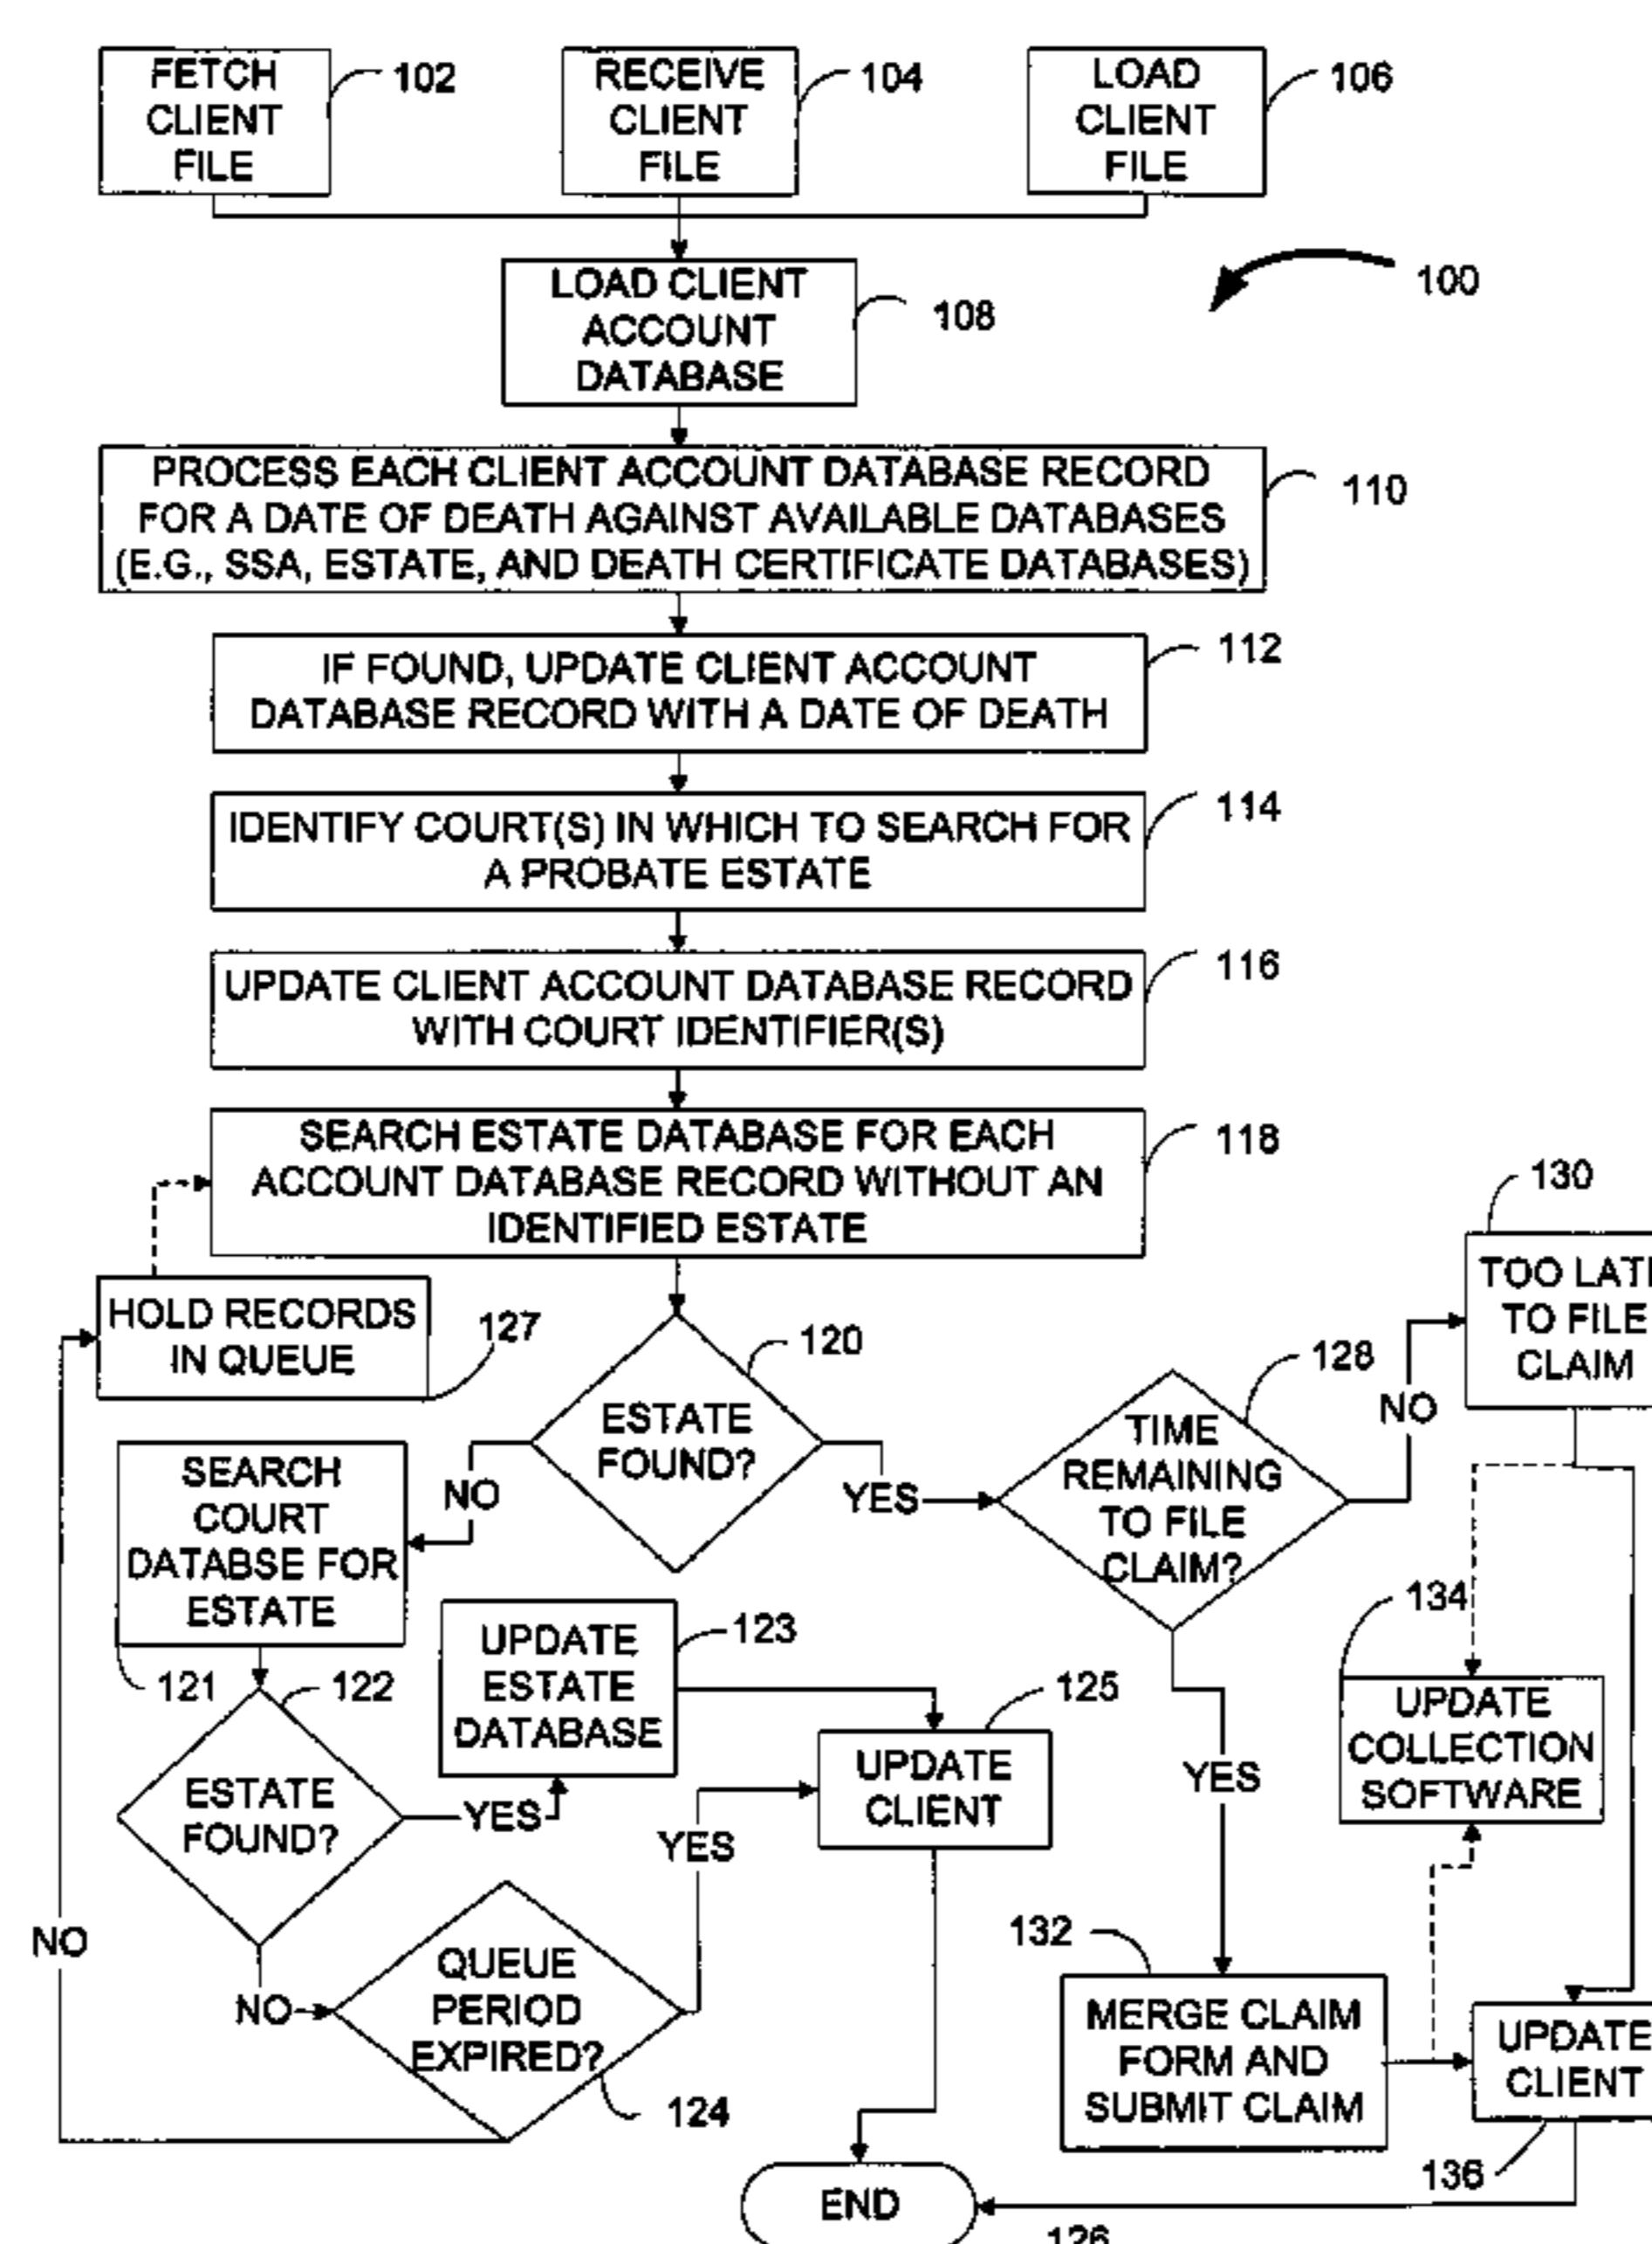 FETCH
CLIENT
FILE
102
RECEIVE
CLIENT
FILE
104
LOAD
CLIENT
FILE
106
LOAD CLIENT
ACCOUNT
DATABASE
108
100
PROCESS EACH CLIENT ACCOUNT DATABASE RECORD
FOR A DATE OF DEATH AGAINST AVAILABLE DATABASES
(E.G., SSA, ESTATE, AND DEATH CERTIFICATE DATABASES)
110
IF FOUND, UPDATE CLIENT ACCOUNT
DATABASE RECORD WITH A DATE OF DEATH
112
IDENTIFY COURT(S) IN WHICH TO SEARCH FOR
A PROBATE ESTATE
114
UPDATE CLIENT ACCOUNT DATABASE RECORD
WITH COURT IDENTIFIER(S)
116
SEARCH ESTATE DATABASE FOR EACH
ACCOUNT DATABASE RECORD WITHOUT AN
IDENTIFIED ESTATE
118
HOLD RECORDS
IN QUEUE
127
ESTATE
FOUND?
120
NO
YES
TIME
REMAINING
TO FILE
CLAIM?
128
NO
130
TOO LAT
TO FILE
CLAIM
SEARCH
COURT
DATABSE FOR
ESTATE
121
122
ESTATE
FOUND?
YES
UPDATE
ESTATE
DATABASE
123
125
UPDATE
CLIENT
YES
YES
134
UPDATE
COLLECTION
SOFTWARE
NO
NO
QUEUE
PERIOD
EXPIRED?
124
132
MERGE CLAIM
FORM AND
SUBMIT CLAIM
UPDATE
CLIENT
136
END
126